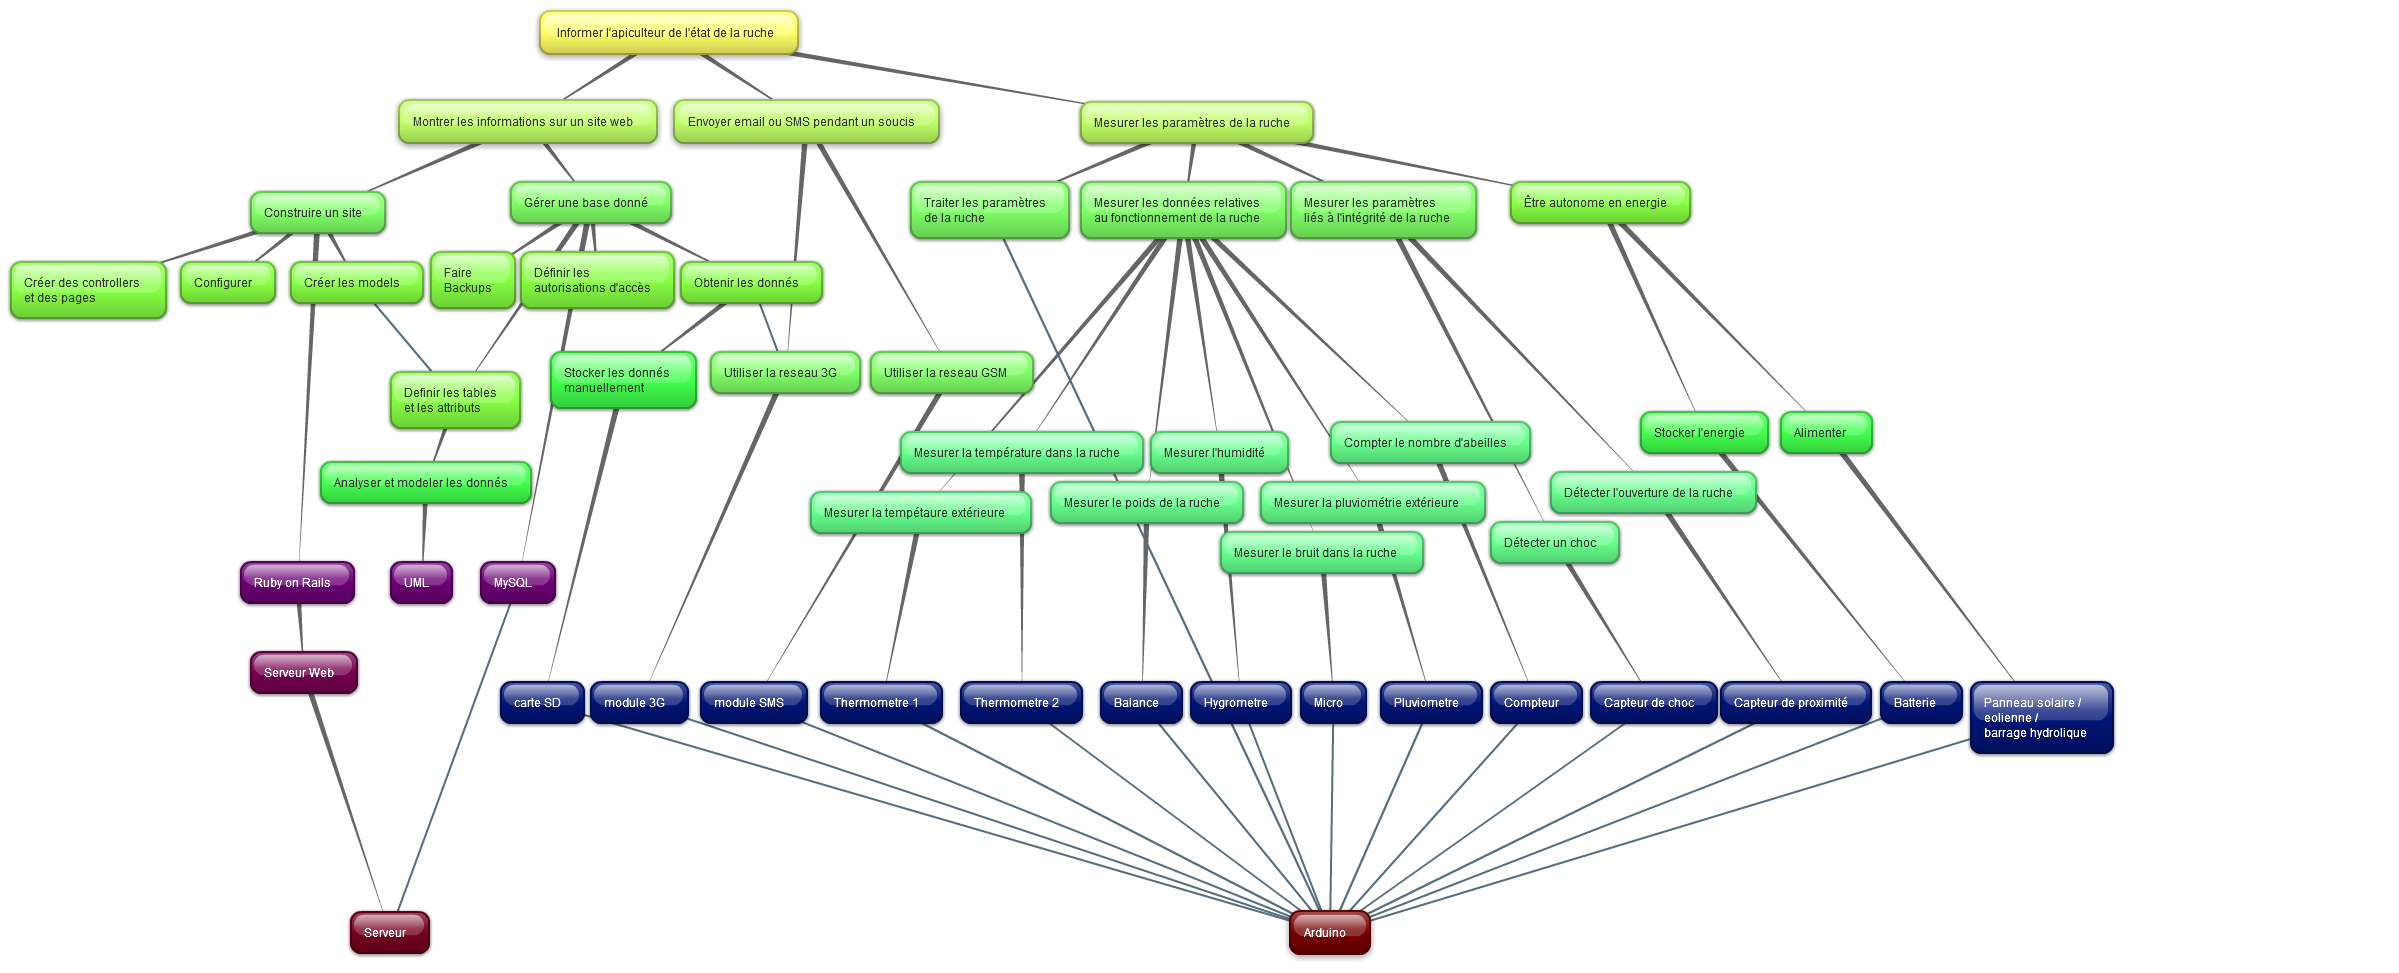 Informer l'apiculteur de l'état de la ruche
Montrer les informations sur un site web
Envoyer email ou SMS pendant un soucis
Mesurer les paramètres de la ruche
Construire un site
Gérer une base donné
Traiter les paramètres
de la ruche
Mesurer les données relatives
au fonctionnement de la ruche
Mesurer les paramètres
liés à l'intégrité de la ruche
Être autonome en energie
Créer des controllers
et des pages
Configurer
Créer les models
Faire
Backups
Définir les
autorisations d'accès
Obtenir les donnés
Stocker les donnés
manuellement
Utiliser la reseau 3G
Utiliser la reseau GSM
Definir les tables
et les attributs
Mesurer la température dans la ruche
Mesurer l'humidité
Compter le nombre d'abeilles
Stocker l'energie
Alimenter
Analyser et modeler les donnés
Mesurer la tempétaure extérieure
Mesurer le poids de la ruche
Mesurer la pluviométrie extérieure
Détecter l'ouverture de la ruche
Mesurer le bruit dans la ruche
Détecter un choc
Ruby on Rails
UML
MySQL
Serveur Web
carte SD
module 3G
module SMS
Thermometre 1
Thermometre 2
Balance
Hygrometre
Micro
Pluviometre
Compteur
Capteur de choc
Capteur de proximité
Batterie
Panneau solaire /
eolienne /
barrage hydrolique
Serveur
Arduino